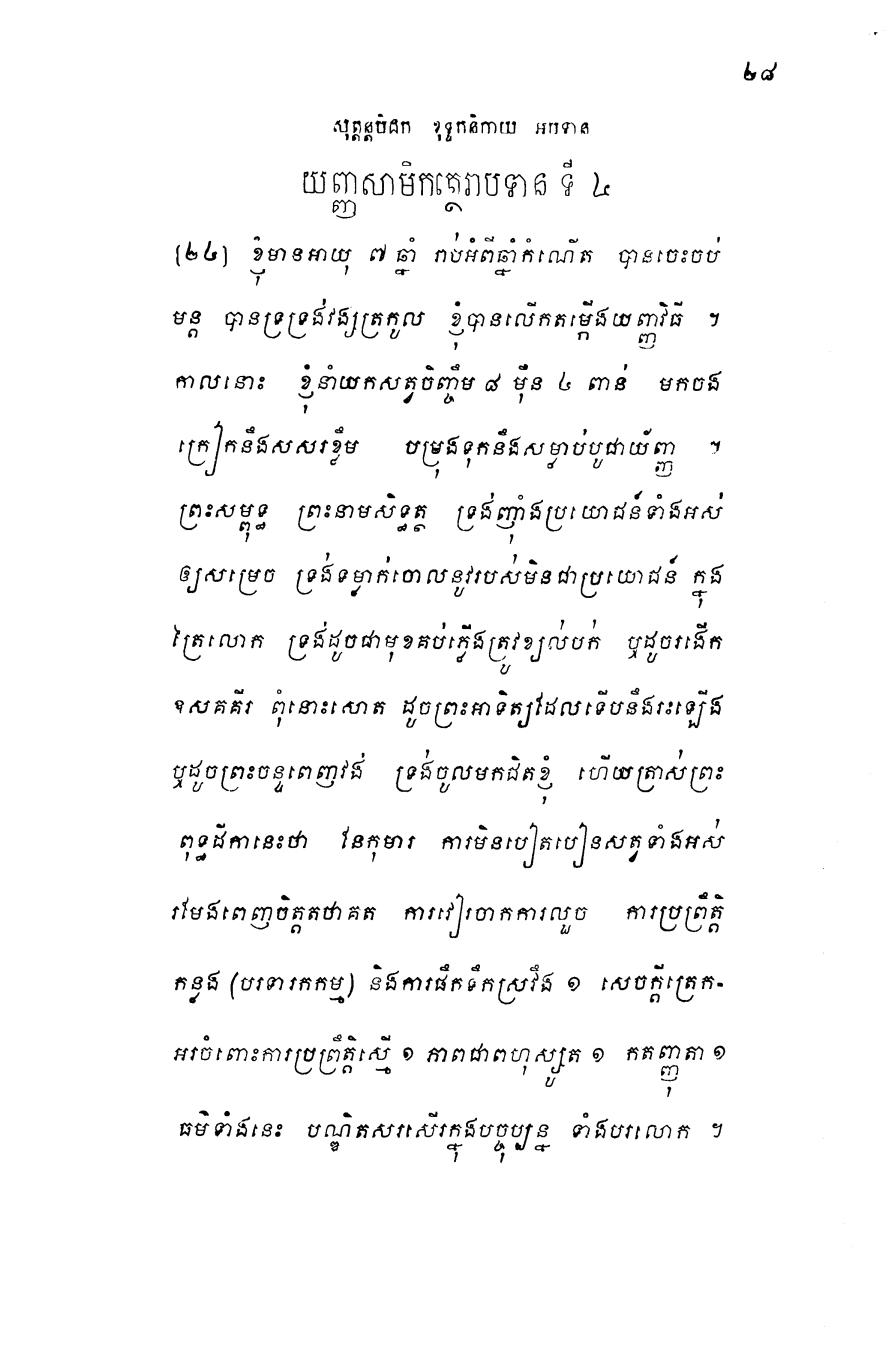 ២៨
សុត្តន្តបិដក ខុទ្ទកនិកាយ អបទាន
យញ្ញសាមិកត្ថេរាបទាន ទី ៤
(២៤) ខ្ញុំមានអាយុ ៧ ឆ្នាំ រាប់អំពីឆ្នាំកំណើត បានចេះចប់
មន្ត បានទ្រទ្រង់វង្សត្រកូល ខ្ញុំបានលើកតម្កើងយញ្ញវិធី ។
កាលនោះ ខ្ញុំនាំយកសត្វចិញ្ចឹម ៨ ម៉ឺន ៤ ពាន់ មកចង
ក្រៀកនឹងសសរខ្លឹម បម្រុងទុកនឹងសម្លាប់បូជាយ័ញ្ញ ។
ព្រះសម្ពុទ្ធ ព្រះនាមសិទ្ធត្ថ ទ្រង់ញ៉ាំងប្រយោជន៍ទាំងអស់
ឲ្យសម្រេច ទ្រង់ទម្លាក់ចោលនូវរបស់មិនជាប្រយោជន៍ ក្នុង
ត្រៃលោក ទ្រង់ដូចជាមុខគប់ភ្លើងត្រូវខ្យល់បក់ ឬដូចរងើក
ឧសគគីរ ពុំនោះសោត ដូចព្រះអាទិត្យដែលទើបនឹងរះឡើង
ឬដូចព្រះចន្ទពេញវង់ ទ្រង់ចូលមកជិតខ្ញុំ ហើយត្រាស់ព្រះ
ពុទ្ធដីកានេះថា នែកុមារ ការមិនបៀតបៀនសត្វទាំងអស់
រមែងពេញចិត្តតថាគត ការវៀរចាកការលួច ការប្រព្រឹត្តិ
កន្លង (បរទារកកម្ម) និងការផឹកទឹកស្រវឹង ១ សេចក្តីត្រេក-
អរចំពោះការប្រព្រឹត្តិស្មើ ១ ភាពជាពហុស្សូត ១ កតញ្ញុតា ១
ធម៌ទាំងនេះ បណ្ឌិតសរសើរក្នុងបច្ចុប្បន្ន ទាំងបរលោក ។